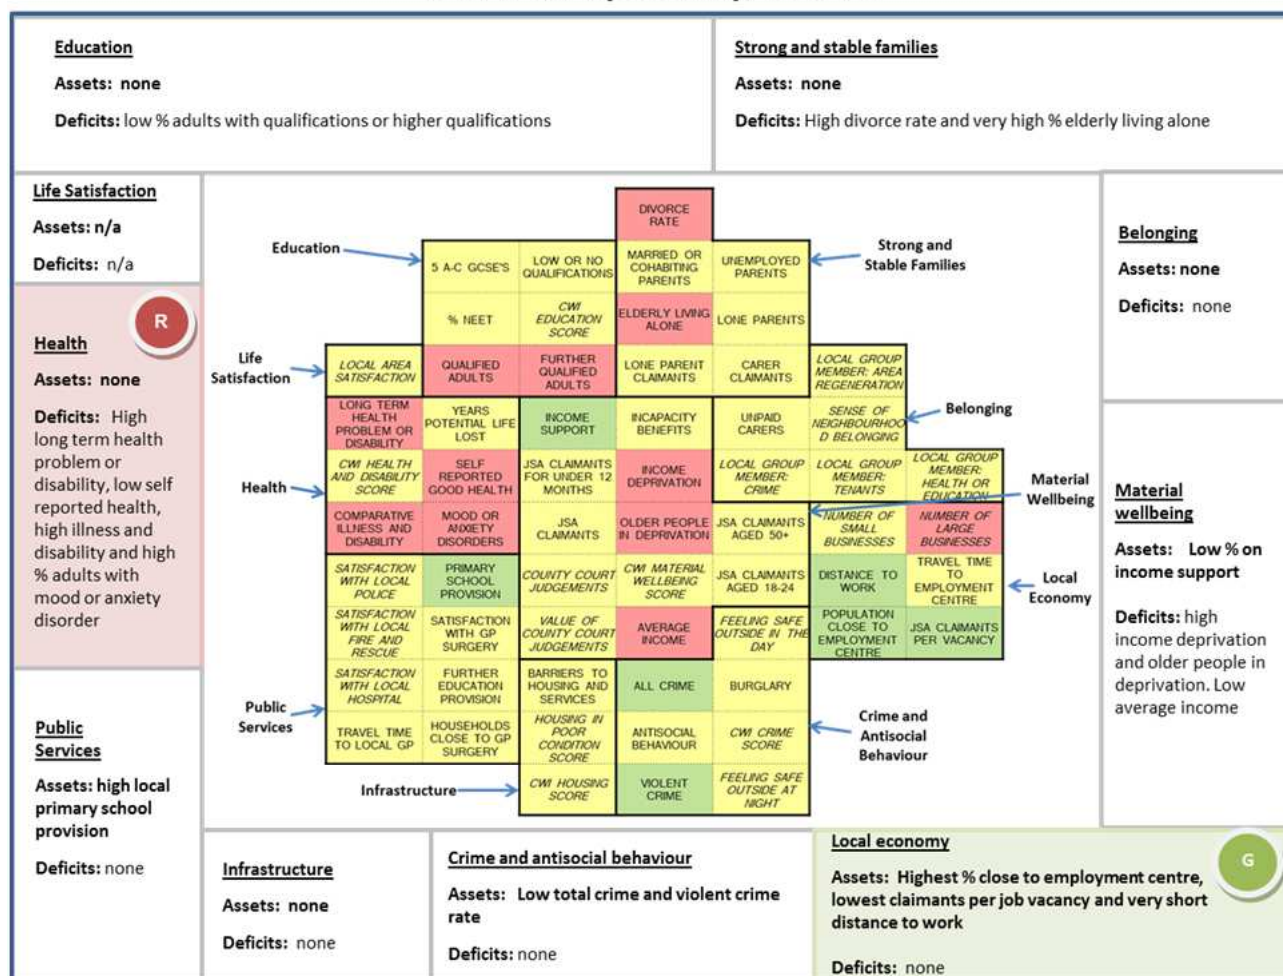 Education
Assets: none
Deficits: low % adults with qualifications or higher qualifications
Strong and stable families
Assets: none
Deficits: High divorce rate and very high % elderly living alone
Life Satisfaction
Assets: n/a
Deficits: n/a
R
Health
Assets: none
Deficits: High
long term health
problem or
disability, low self
reported health,
high illness and
disability and high
% adults with
mood or anxiety
disorder
Public
Services
Assets: high local
primary school
provision
Deficits: none
Education
Life
Satisfaction
Health
Public
Services
Infrastructure
DIVORCE
RATE
5 A-C GCSE'S
LOW OR NO
QUALIFICATIONS
MARRIED OR
COHABITING
PARENTS
UNEMPLOYED
PARENTS
% NEET
CWI
EDUCATION
SCORE
ELDERLY LIVING
ALONE
LONE PARENTS
LOCAL AREA
SATISFACTION
QUALIFIED
ADULTS
FURTHER
QUALIFIED
ADULTS
LONE PARENT
CLAIMANTS
CARER
CLAIMANTS
LOCAL GROUP
MEMBER: AREA
REGENERATION
LONG TERM
HEALTH
PROBLEM OR
DISABILITY
YEARS
POTENTIAL LIFE
LOST
INCOME
SUPPORT
INCAPACITY
BENEFITS
UNPAID
CARERS
SENSE OF
NEIGHBOURHOO
D BELONGING
CWI HEALTH
AND DISABILITY
SCORE
SELF
REPORTED
GOOD HEALTH
JSA CLAIMANTS
FOR UNDER 12
MONTHS
INCOME
DEPRIVATION
LOCAL GROUP
MEMBER:
CRIME
LOCAL GROUP
MEMBER:
TENANTS
LOCAL GROUP
MEMBER:
HEALTH OR
EDUCATION
COMPARATIVE
ILLNESS AND
DISABILITY
MOOD OR
ANXIETY
DISORDERS
JSA
CLAIMANTS
OLDER PEOPLE
IN DEPRIVATION
JSA CLAIMANTS
AGED 50+
NUMBER OF
SMALL
BUSINESSES
NUMBER OF
LARGE
BUSINESSES
SATISFACTION
WITH LOCAL
POLICE
PRIMARY
SCHOOL
PROVISION
COUNTY COURT
JUDGEMENTS
CWI MATERIAL
WELLBEING
SCORE
JSA CLAIMANTS
AGED 18-24
DISTANCE TO
WORK
TRAVEL TIME
TO
EMPLOYMENT
CENTRE
SATISFACTION
WITH LOCAL
FIRE AND
RESCUE
SATISFACTION
WITH GP
SURGERY
VALUE OF
COUNTY COURT
JUDGEMENTS
AVERAGE
INCOME
FEELING SAFE
OUTSIDE IN THE
DAY
POPULATION
CLOSE TO
EMPLOYMENT
CENTRE
JSA CLAIMANTS
PER VACANCY
SATISFACTION
WITH LOCAL
HOSPITAL
FURTHER
EDUCATION
PROVISION
BARRIERS TO
HOUSING AND
SERVICES
ALL CRIME
BURGLARY
TRAVEL TIME
TO LOCAL GP
HOUSEHOLDS
CLOSE TO GP
SURGERY
HOUSING IN
POOR
CONDITION
SCORE
ANTISOCIAL
BEHAVIOUR
CWI CRIME
SCORE
CWI HOUSING
SCORE
VIOLENT
CRIME
FEELING SAFE
OUTSIDE AT
NIGHT
Strong and
Stable Families
Belonging
Material
Wellbeing
Local
Economy
Crime and
Antisocial
Behaviour
Belonging
Assets: none
Deficits: none
Material
wellbeing
Assets: Low % on
income support
Deficits: high
income deprivation
and older people in
deprivation. Low
average income
Infrastructure
Assets: none
Deficits: none
Crime and antisocial behaviour
Assets: Low total crime and violent crime
rate
Deficits: none
Local economy
G
Assets: Highest % close to employment centre,
lowest claimants per job vacancy and very short
distance to work
Deficits: none